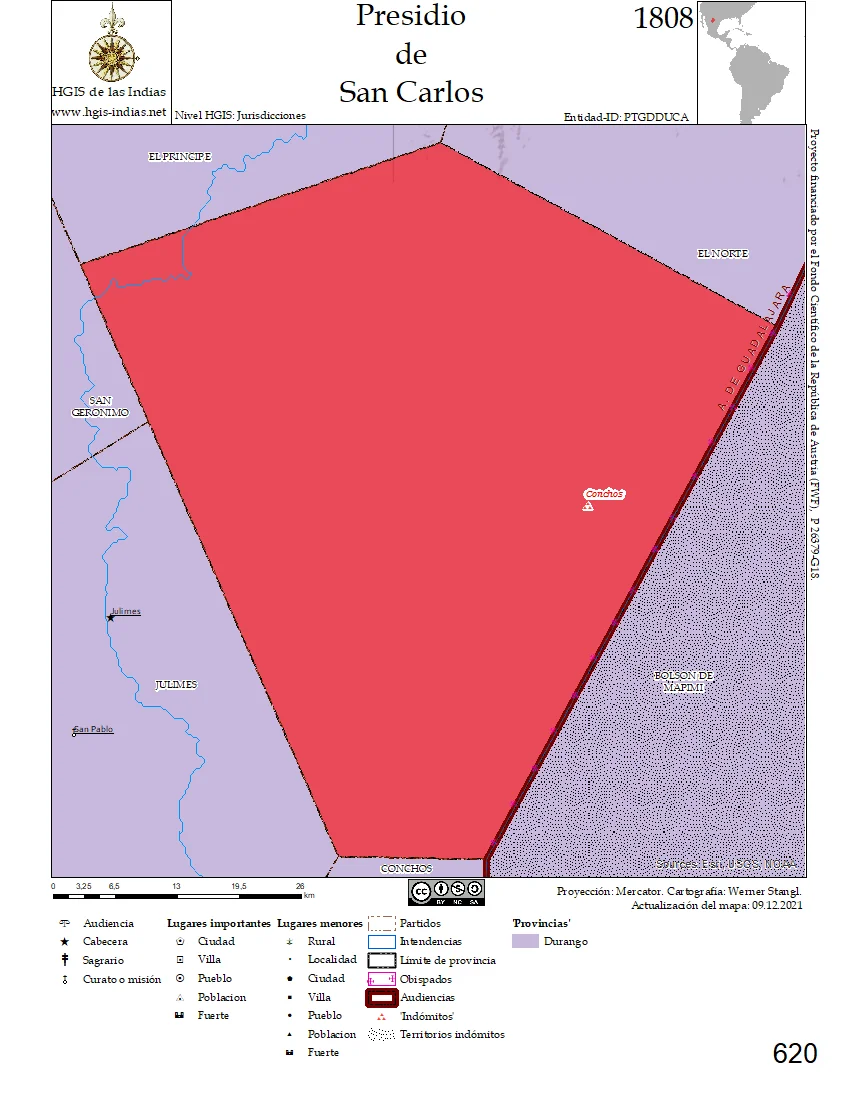 Presidio
de
San Carlos
1808
HGIS de las Indias
www.hgis-indias.net
Nivel HGIS: Jurisdicciones
Entidad-ID: PTGDDUCA
EL PRINCIPE
EL NORTE
A. DE GUADALAJARA
SAN
GERONIMO
Conchos
Julimes
JULIMES
San Pablo
BOLSON DE
MAPIMI
CONCHOS
Sources: Esri, USGS, NOAA
Proyecto financiado por el Fondo Científico de la República de Austria (FWF), P 26379-G18.
0 3,25 6,5 13 19,5 26
km
cc BY NC SA
Proyección: Mercator. Cartografía: Werner Stangl.
Actualización del mapa: 09.12.2021
Audiencia
Cabecera
Sagrario
Curato o misión
Lugares importantes
Ciudad
Villa
Pueblo
Poblacion
Fuerte
Lugares menores
Rural
Localidad
Ciudad
Villa
Pueblo
Poblacion
Fuerte
Partidos
Intendencias
Límite de provincia
Obispados
Audiencias
'Indómitos'
Territorios indómitos
'Provincias'
Durango
620